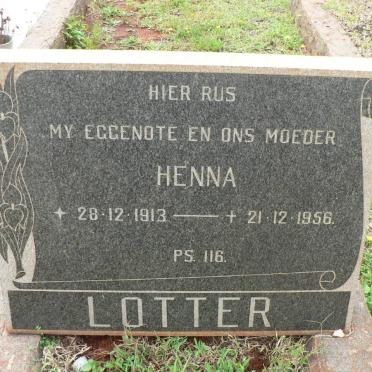 HIER RUS
MY EGGENOTE EN ONS MOEDER
HENNA
✶ 28·12·1913 — + 21·12·1956.
PS. 116.
LOTTER